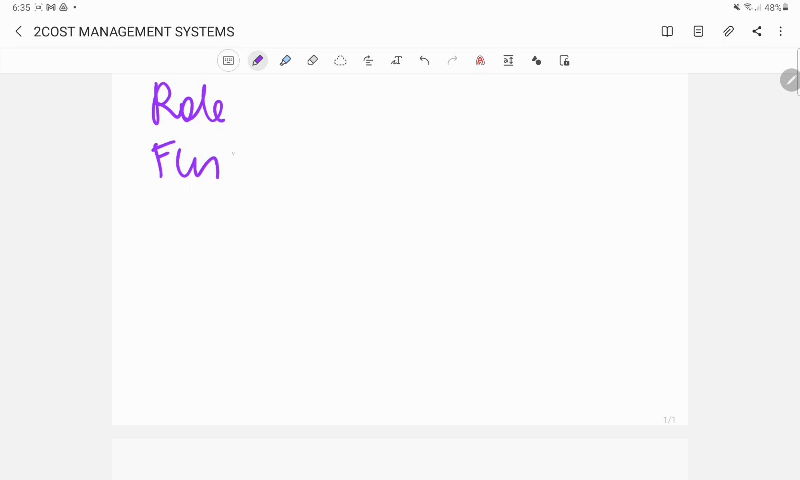 6:35 48%
2COST MANAGEMENT SYSTEMS
Role
Fun
1/1